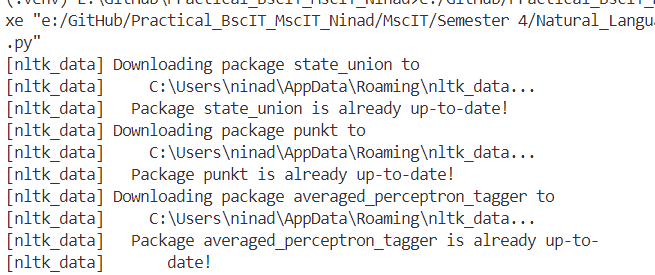 (.venv) E:\GitHub\Practical_BscIT_MscIT_Ninad>e:/GitHub/Practical_BscIT_M
xe "e:/GitHub/Practical_BscIT_MscIT_Ninad/MscIT/Semester 4/Natural_Langua
.py"
[nltk_data] Downloading package state_union to
[nltk_data]     C:\Users\ninad\AppData\Roaming\nltk_data...
[nltk_data]   Package state_union is already up-to-date!
[nltk_data] Downloading package punkt to
[nltk_data]     C:\Users\ninad\AppData\Roaming\nltk_data...
[nltk_data]   Package punkt is already up-to-date!
[nltk_data] Downloading package averaged_perceptron_tagger to
[nltk_data]     C:\Users\ninad\AppData\Roaming\nltk_data...
[nltk_data]   Package averaged_perceptron_tagger is already up-to-
[nltk_data]       date!